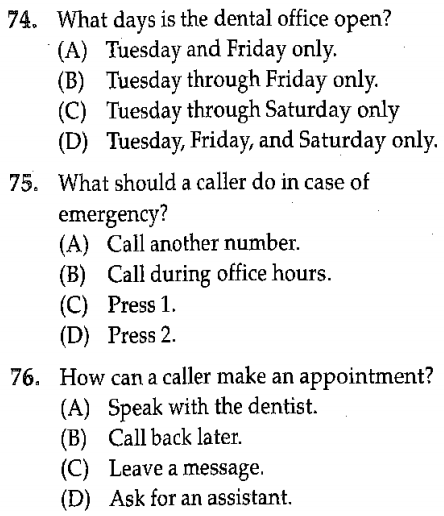 74. What days is the dental office open?
(A) Tuesday and Friday only.
(B) Tuesday through Friday only.
(C) Tuesday through Saturday only
(D) Tuesday, Friday, and Saturday only.
75. What should a caller do in case of
emergency?
(A) Call another number.
(B) Call during office hours.
(C) Press 1.
(D) Press 2.
76. How can a caller make an appointment?
(A) Speak with the dentist.
(B) Call back later.
(C) Leave a message.
(D) Ask for an assistant.